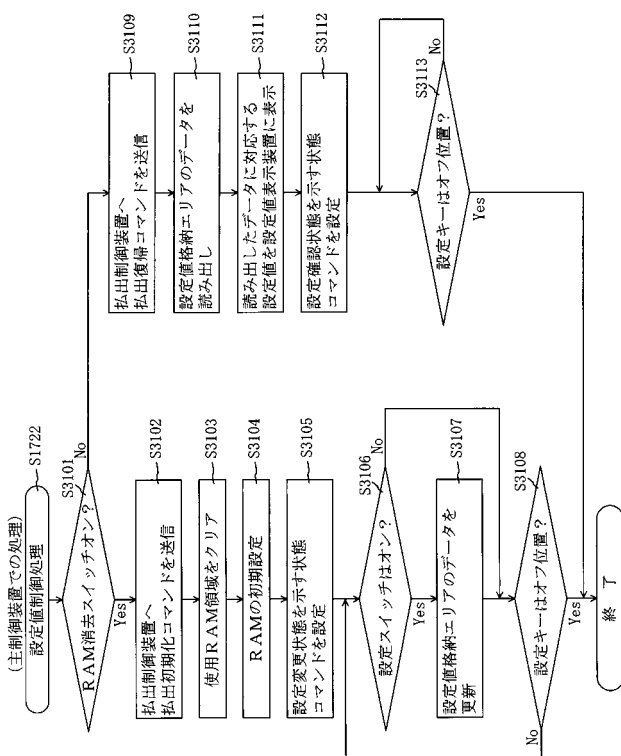 (主制御装置での処理)
設定値制御処理
S1722
RAM消去スイッチオン?
S3101
No
Yes
払出制御装置へ
払出初期化コマンドを送信
S3102
使用RAM領域をクリア
S3103
RAMの初期設定
S3104
設定変更状態を示す状態
コマンドを設定
S3105
設定スイッチはオン?
S3106
No
Yes
設定値格納エリアのデータを
更新
S3107
設定キーはオフ位置?
S3108
No
Yes
終 了
払出制御装置へ
払出復帰コマンドを送信
S3109
設定値格納エリアのデータを
読み出し
S3110
読み出したデータに対応する
設定値を設定値表示装置に表示
S3111
設定確認状態を示す状態
コマンドを設定
S3112
設定キーはオフ位置?
S3113
No
Yes